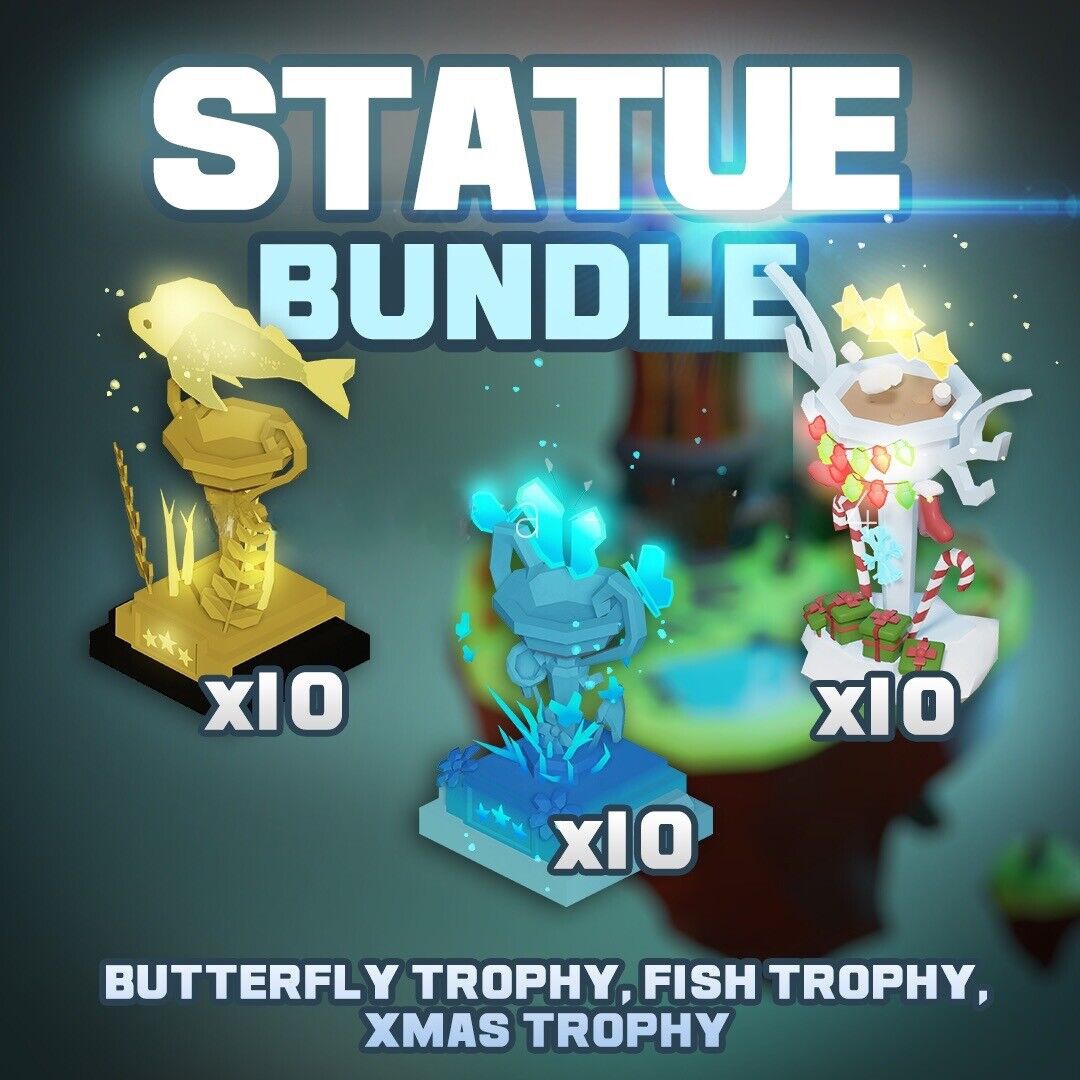 STATUE
BUNDLE
x10
x10
x10
BUTTERFLY TROPHY, FISH TROPHY,
XMAS TROPHY